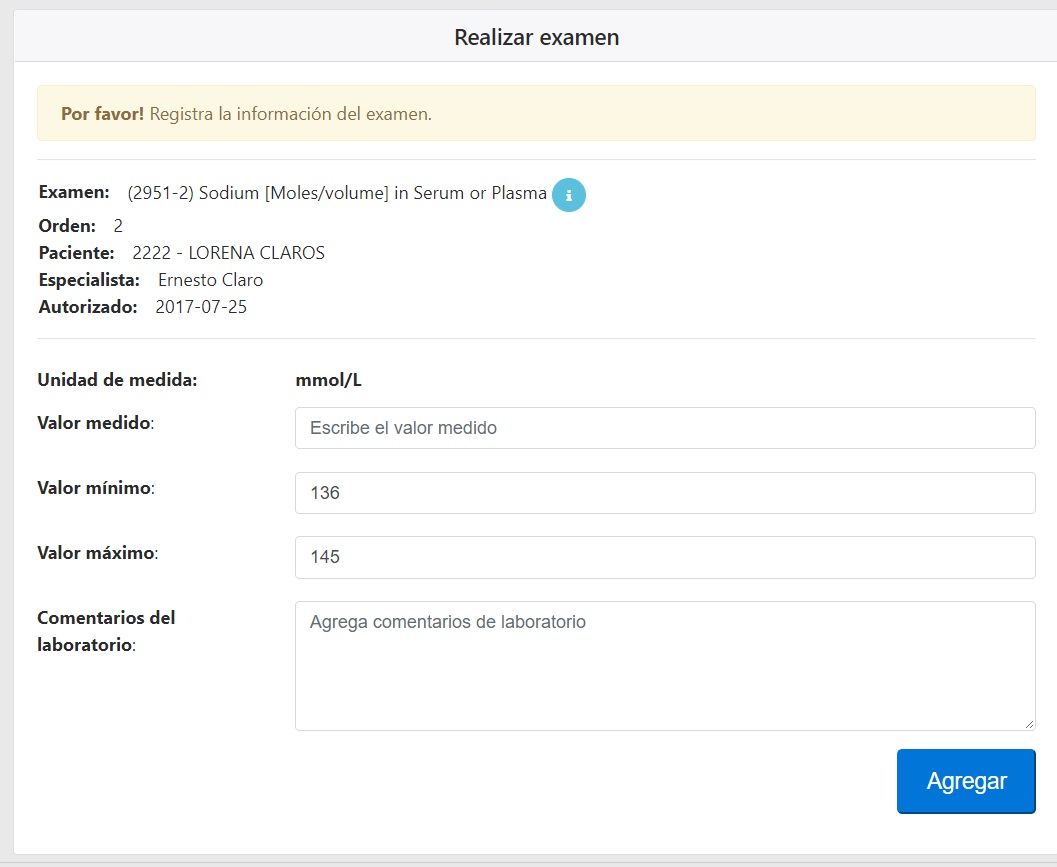 Realizar examen
Por favor! Registra la información del examen.
Examen: (2951-2) Sodium [Moles/volume] in Serum or Plasma i
Orden: 2
Paciente: 2222 - LORENA CLAROS
Especialista: Ernesto Claro
Autorizado: 2017-07-25
Unidad de medida: mmol/L
Valor medido: Escribe el valor medido
Valor mínimo: 136
Valor máximo: 145
Comentarios del laboratorio: Agrega comentarios de laboratorio
Agregar